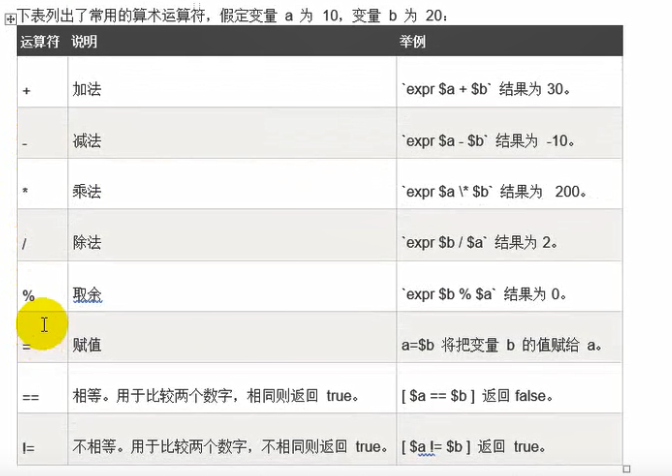 下表列出了常用的算术运算符，假定变量 a 为 10，变量 b 为 20：
运算符 说明 举例
+ 加法 `expr $a + $b` 结果为 30。
- 减法 `expr $a - $b` 结果为 -10。
* 乘法 `expr $a \* $b` 结果为 200。
/ 除法 `expr $b / $a` 结果为 2。
% 取余 `expr $b % $a` 结果为 0。
= 赋值 a=$b 将把变量 b 的值赋给 a。
== 相等。用于比较两个数字，相同则返回 true。 [ $a == $b ] 返回 false。
!= 不相等。用于比较两个数字，不相同则返回 true。 [ $a != $b ] 返回 true。